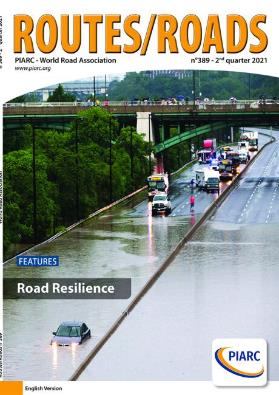 ROUTES/ROADS
PIARC - World Road Association
n°389 - 2nd quarter 2021
www.piarc.org
FEATURES
Road Resilience
PIARC
English Version